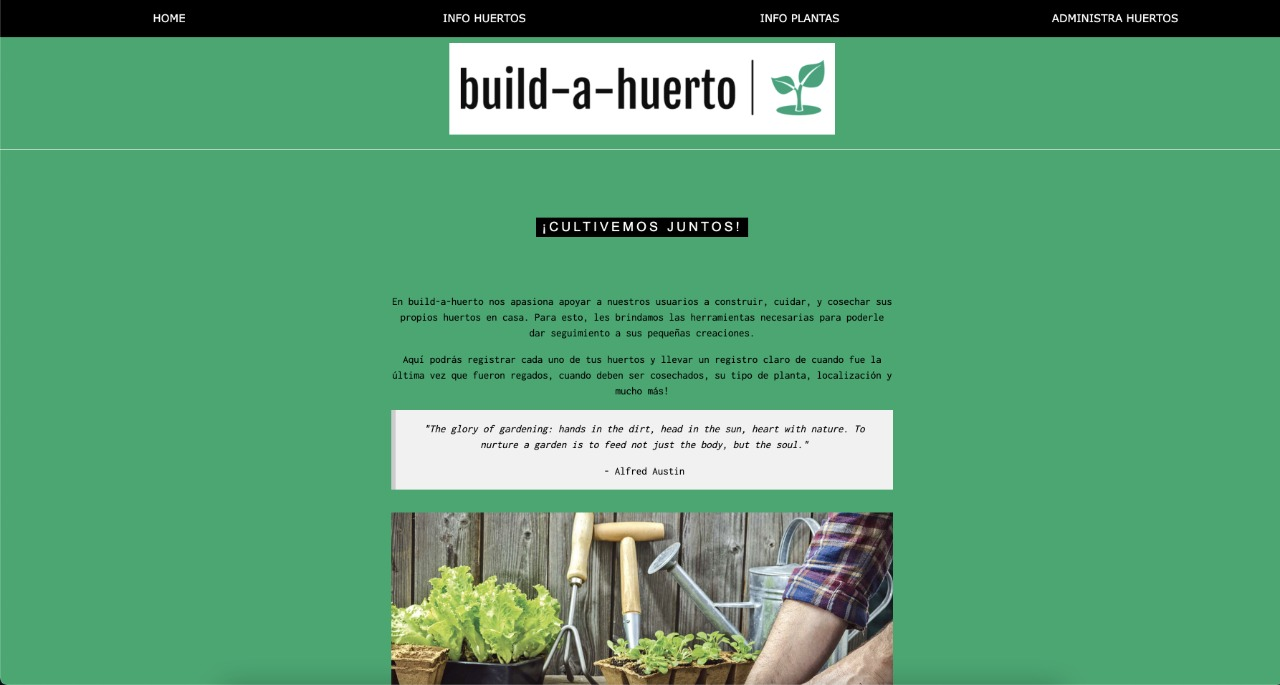 HOME
INFO HUERTOS
INFO PLANTAS
ADMINISTRA HUERTOS
build-a-huerto
¡CULTIVEMOS JUNTOS!
En build-a-huerto nos apasiona apoyar a nuestros usuarios a construir, cuidar, y cosechar sus
propios huertos en casa. Para esto, les brindamos las herramientas necesarias para poderle
dar seguimiento a sus pequeñas creaciones.
Aquí podrás registrar cada uno de tus huertos y llevar un registro claro de cuando fue la
última vez que fueron regados, cuando deben ser cosechados, su tipo de planta, localización y
mucho más!
"The glory of gardening: hands in the dirt, head in the sun, heart with nature. To
nurture a garden is to feed not just the body, but the soul."
- Alfred Austin